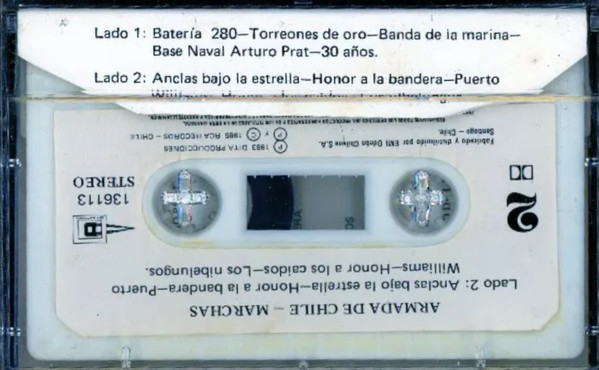 Lado 1: Batería 280—Torreones de oro—Banda de la marina—
Base Naval Arturo Prat—30 años.
Lado 2: Anclas bajo la estrella—Honor a la bandera—Puerto
ARMADA DE CHILE — MARCHAS
Lado 2: Anclas bajo la estrella—Honor a la bandera—Puerto
Williams—Honor a los caídos—Los nibelungos.
2
136113
STEREO
Ⓟ 1983 DITA PRODUCCIONES
Ⓟ y Ⓒ 1985 RCA RECORDS - CHILE
Fabricado y distribuido por EMI Odeón Chilena S.A.
Santiago - Chile.